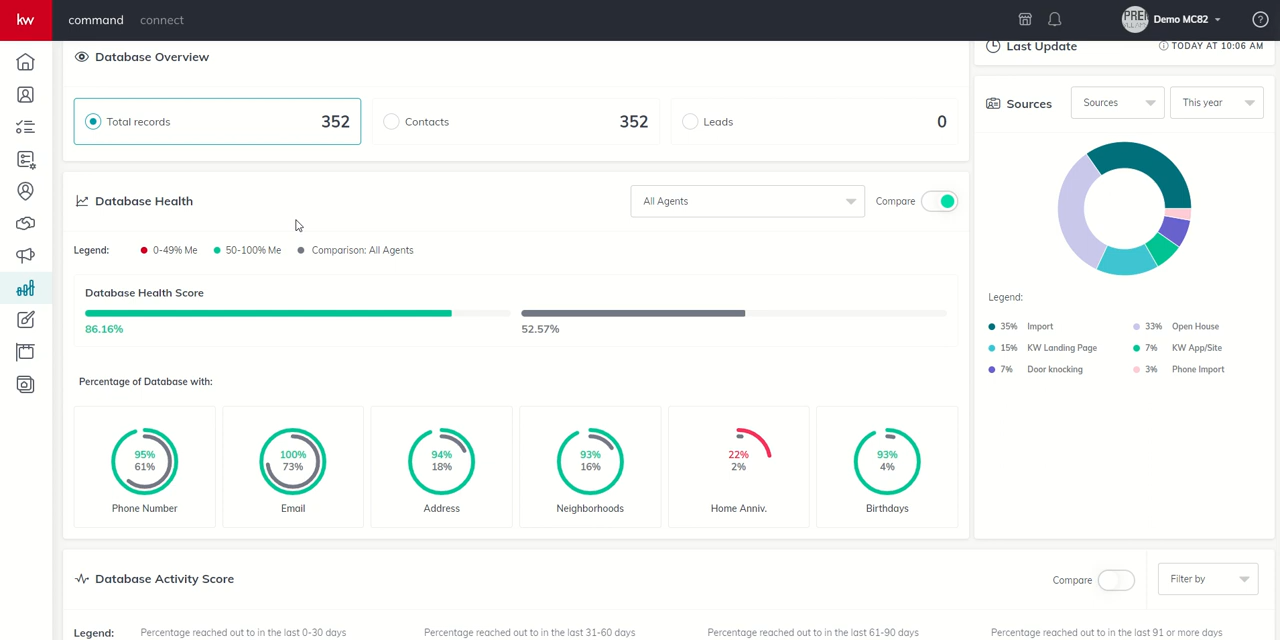 kw command connect Demo MC82 ?
Database Overview
Last Update TODAY AT 10:06 AM
Total records 352 Contacts 352 Leads 0
Sources Sources This year
Database Health All Agents Compare
Legend: 0-49% Me 50-100% Me Comparison: All Agents
Database Health Score
86.16% 52.57%
Percentage of Database with:
95% 61% Phone Number
100% 73% Email
94% 18% Address
93% 16% Neighborhoods
22% 2% Home Anniv.
93% 4% Birthdays
Legend:
35% Import 33% Open House
15% KW Landing Page 7% KW App/Site
7% Door knocking 3% Phone Import
Database Activity Score Compare Filter by
Legend: Percentage reached out to in the last 0-30 days Percentage reached out to in the last 31-60 days Percentage reached out to in the last 61-90 days Percentage reached out to in the last 91 or more days